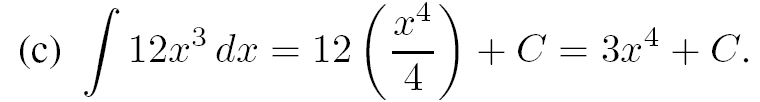 (c) ∫ 12x³ dx = 12 (x⁴/4) + C = 3x⁴ + C.